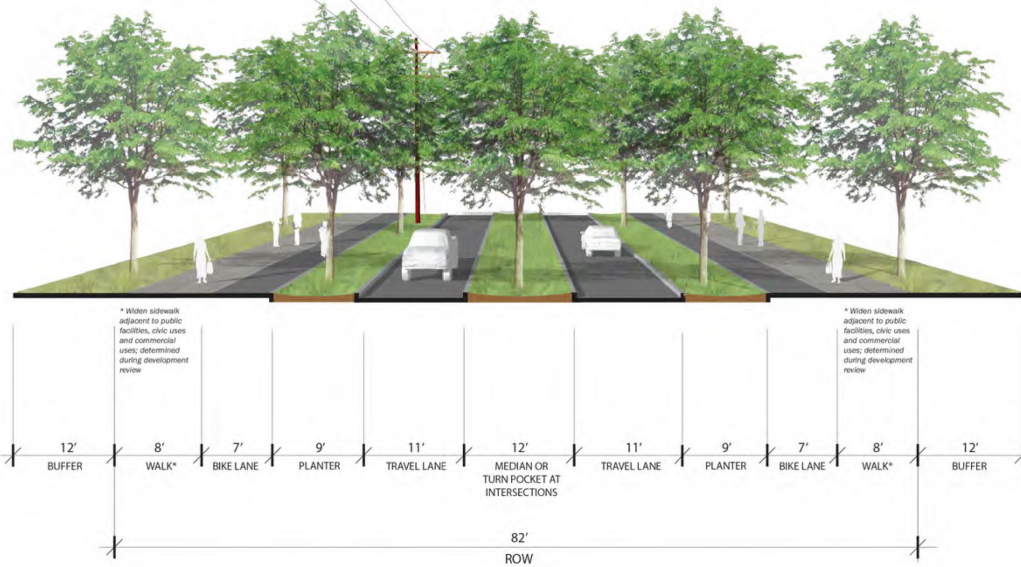 * Widen sidewalk
adjacent to public
facilities, civic uses
and commercial
uses; determined
during development
review
* Widen sidewalk
adjacent to public
facilities, civic uses
and commercial
uses; determined
during development
review
12' 8' 7' 9' 11' 12' 11' 9' 7' 8' 12'
BUFFER WALK* BIKE LANE PLANTER TRAVEL LANE MEDIAN OR TRAVEL LANE PLANTER BIKE LANE WALK* BUFFER
TURN POCKET AT
INTERSECTIONS
82'
ROW